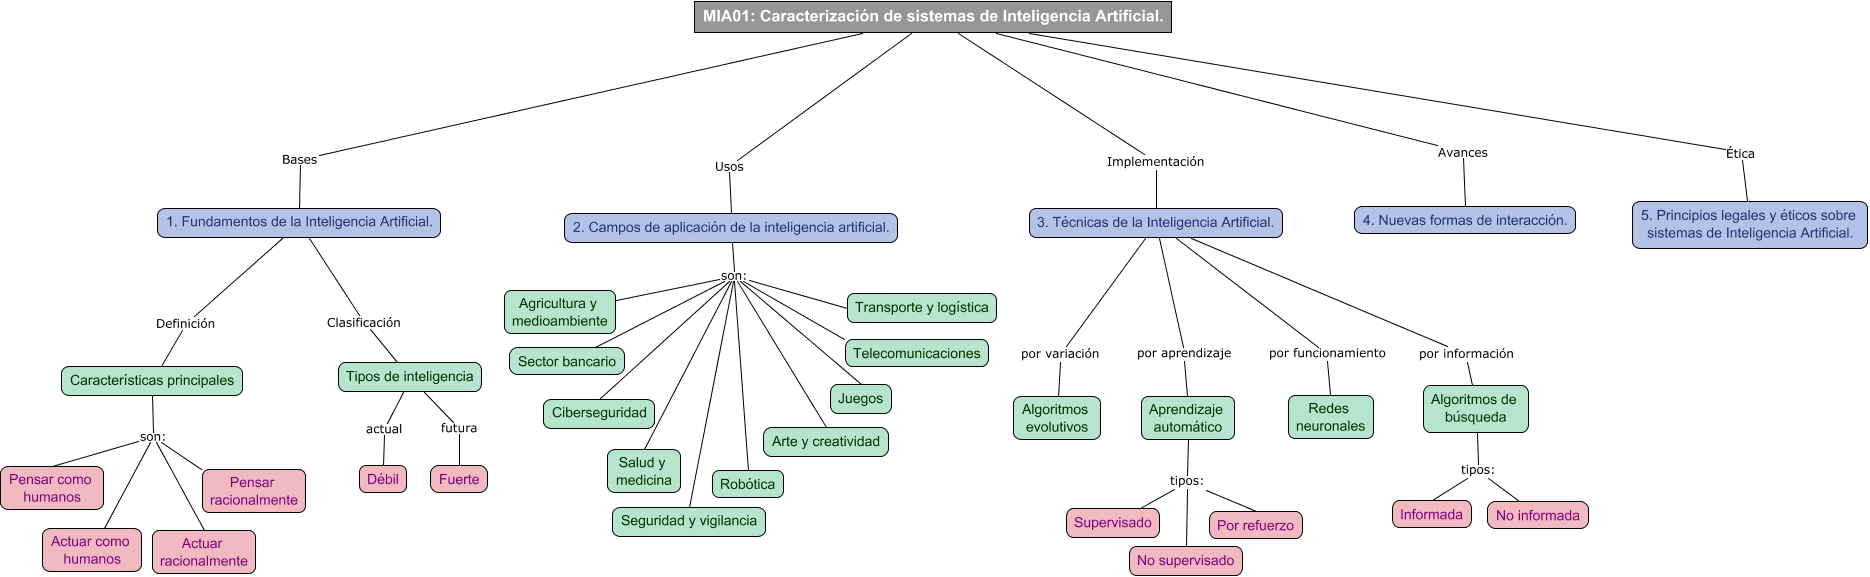 MIA01: Caracterización de sistemas de Inteligencia Artificial.
Bases
Usos
Implementación
Avances
Ética
1. Fundamentos de la Inteligencia Artificial.
2. Campos de aplicación de la inteligencia artificial.
3. Técnicas de la Inteligencia Artificial.
4. Nuevas formas de interacción.
5. Principios legales y éticos sobre
sistemas de Inteligencia Artificial.
Definición
Clasificación
Características principales
Tipos de inteligencia
son:
actual
futura
Pensar como
humanos
Actuar como
humanos
Actuar
racionalmente
Pensar
racionalmente
Débil
Fuerte
son:
Agricultura y
medioambiente
Sector bancario
Ciberseguridad
Salud y
medicina
Seguridad y vigilancia
Robótica
Arte y creatividad
Juegos
Telecomunicaciones
Transporte y logística
por variación
por aprendizaje
por funcionamiento
por información
Algoritmos
evolutivos
Aprendizaje
automático
Redes
neuronales
Algoritmos de
búsqueda
tipos:
Supervisado
No supervisado
Por refuerzo
tipos:
Informada
No informada